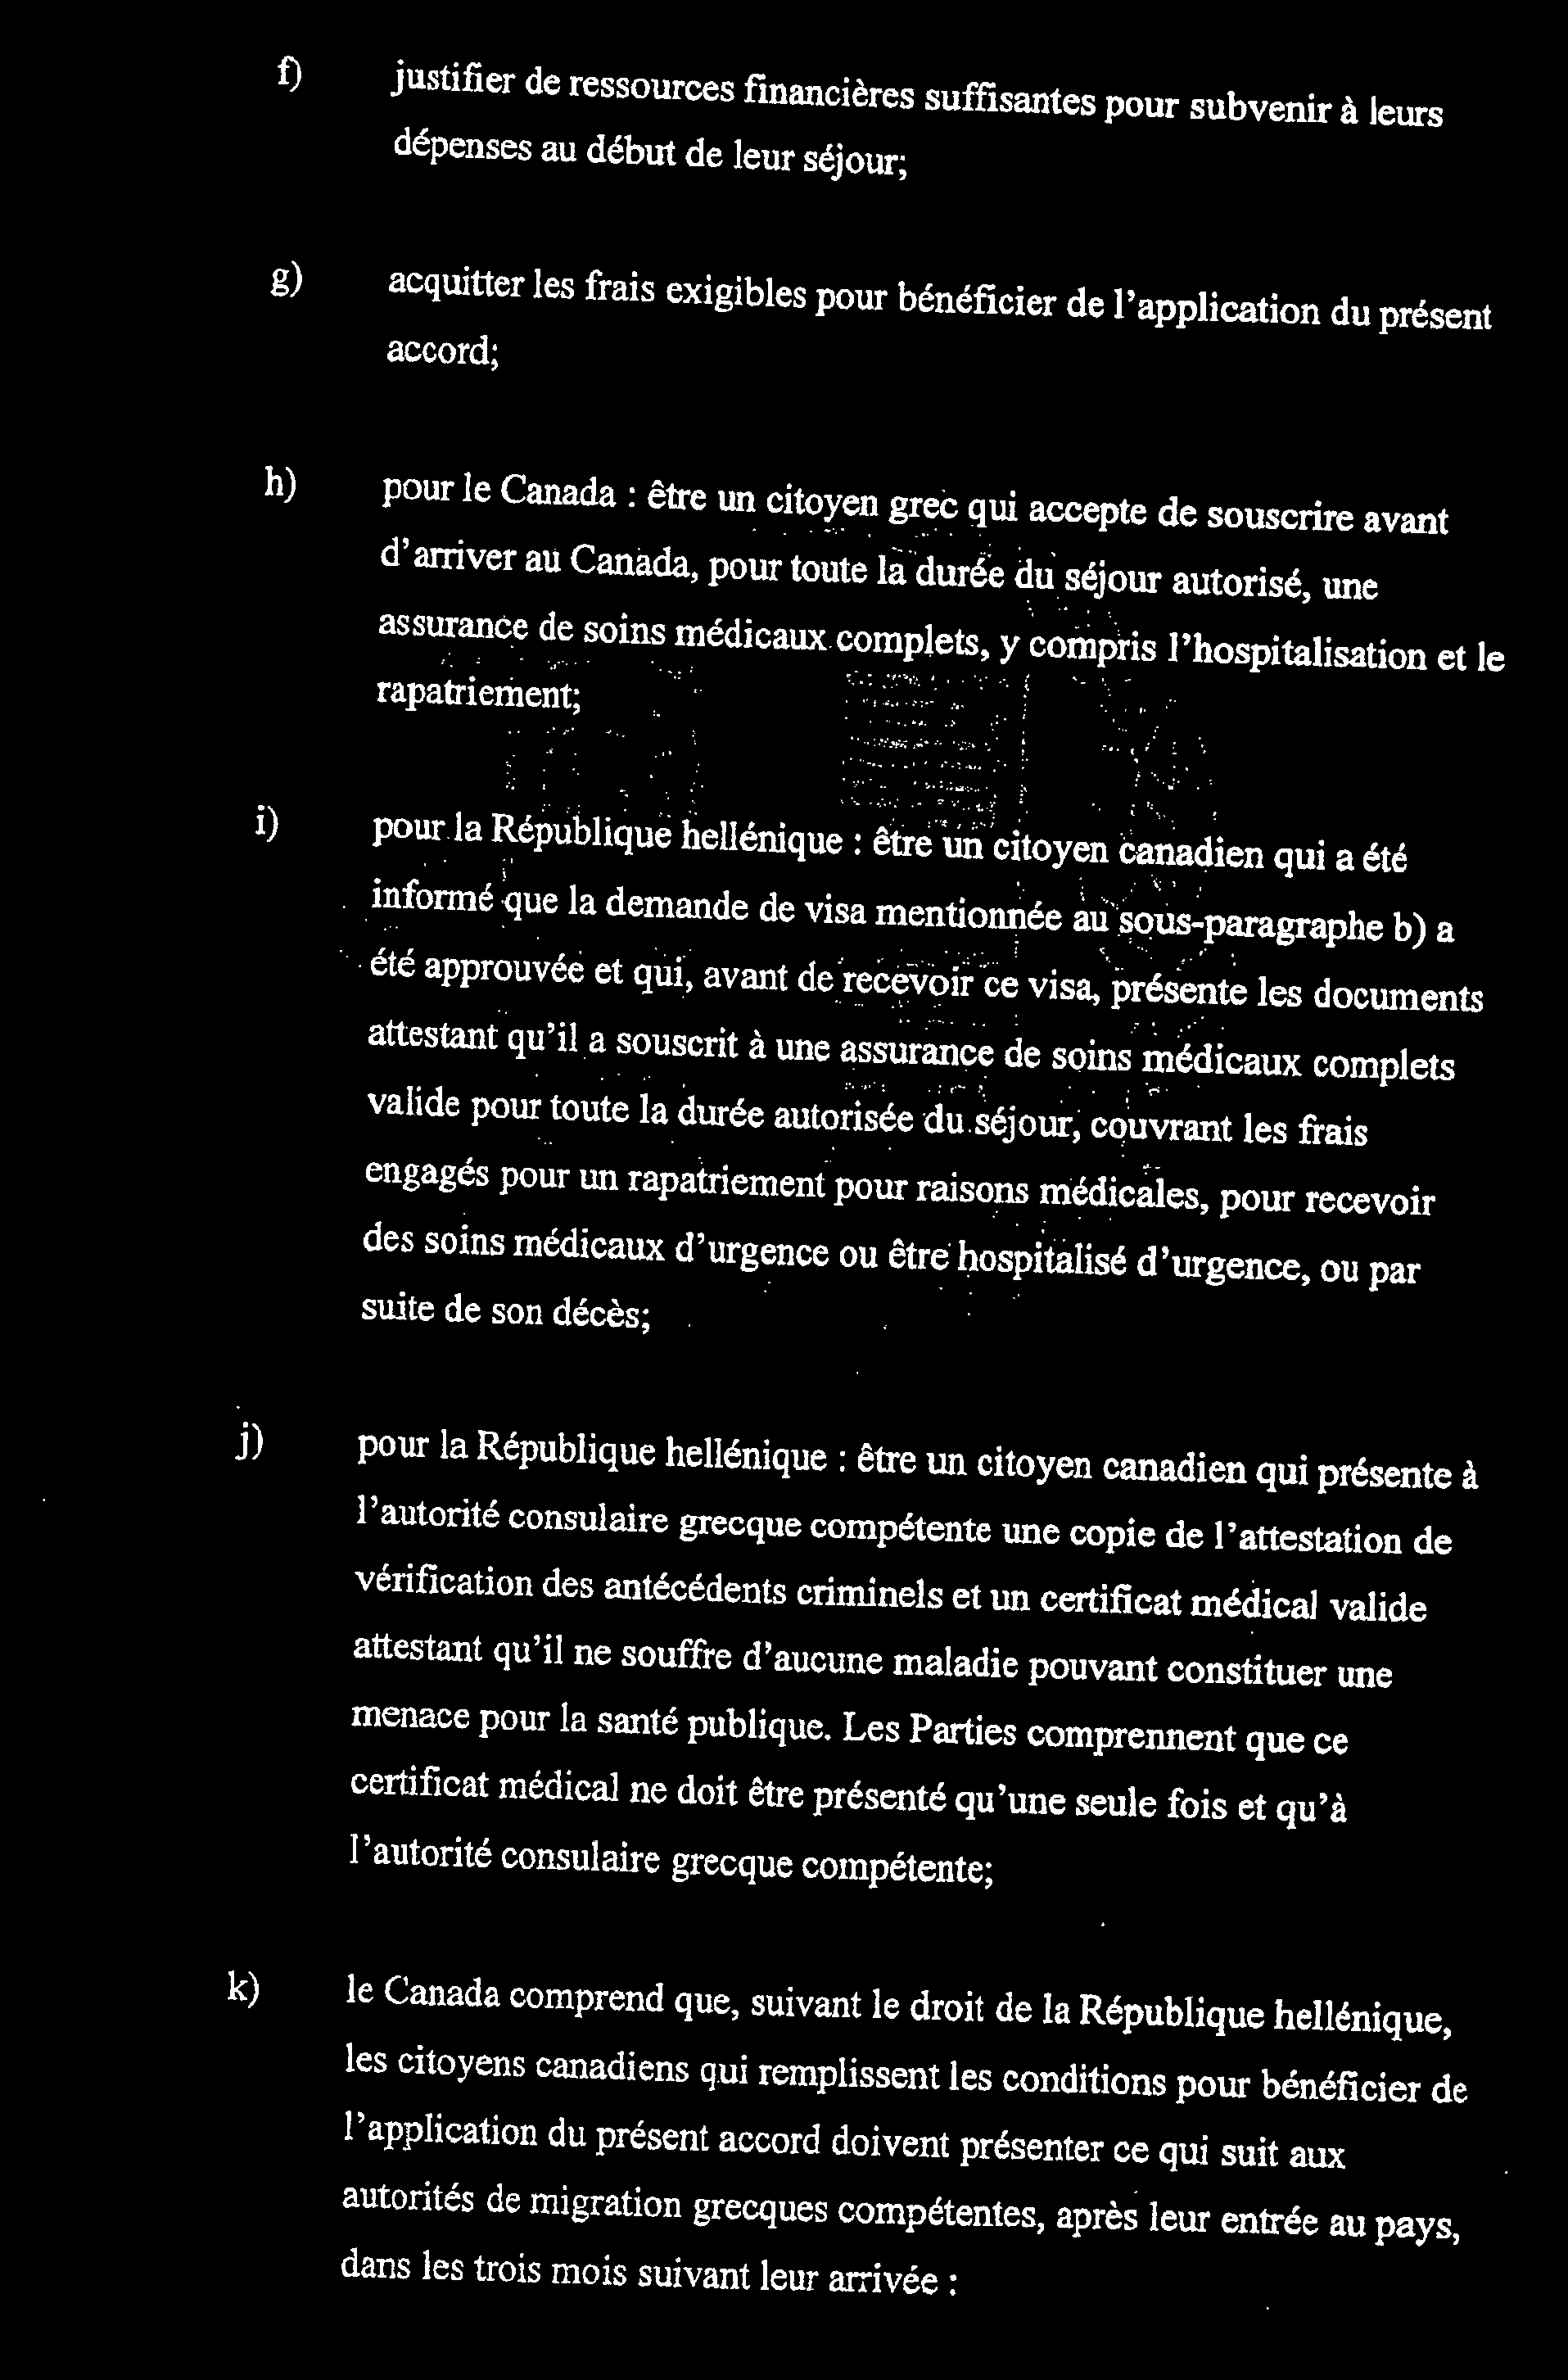 f) justifier de ressources financières suffisantes pour subvenir à leurs
dépenses au début de leur séjour;
g) acquitter les frais exigibles pour bénéficier de l'application du présent
accord;
h) pour le Canada : être un citoyen grec qui accepte de souscrire avant
d'arriver au Canada, pour toute la durée du séjour autorisé, une
assurance de soins médicaux complets, y compris l'hospitalisation et le
rapatriement;
i) pour la République hellénique : être un citoyen canadien qui a été
informé que la demande de visa mentionnée au sous-paragraphe b) a
été approuvée et qui, avant de recevoir ce visa, présente les documents
attestant qu'il a souscrit à une assurance de soins médicaux complets
valide pour toute la durée autorisée du séjour, couvrant les frais
engagés pour un rapatriement pour raisons médicales, pour recevoir
des soins médicaux d'urgence ou être hospitalisé d'urgence, ou par
suite de son décès;
j) pour la République hellénique : être un citoyen canadien qui présente à
l'autorité consulaire grecque compétente une copie de l'attestation de
vérification des antécédents criminels et un certificat médical valide
attestant qu'il ne souffre d'aucune maladie pouvant constituer une
menace pour la santé publique. Les Parties comprennent que ce
certificat médical ne doit être présenté qu'une seule fois et qu'à
l'autorité consulaire grecque compétente;
k) le Canada comprend que, suivant le droit de la République hellénique,
les citoyens canadiens qui remplissent les conditions pour bénéficier de
l'application du présent accord doivent présenter ce qui suit aux
autorités de migration grecques compétentes, après leur entrée au pays,
dans les trois mois suivant leur arrivée :